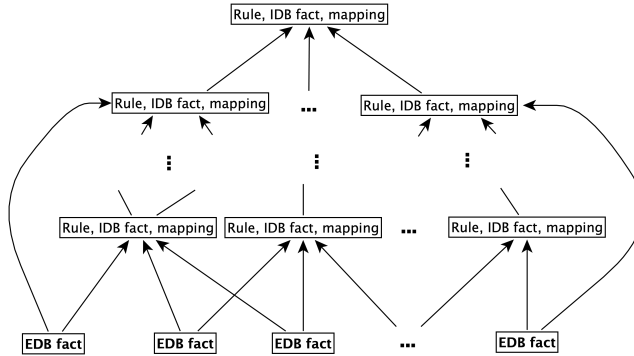 Rule, IDB fact, mapping
Rule, IDB fact, mapping
...
Rule, IDB fact, mapping
...
...
...
Rule, IDB fact, mapping
Rule, IDB fact, mapping
...
Rule, IDB fact, mapping
EDB fact
EDB fact
EDB fact
...
EDB fact